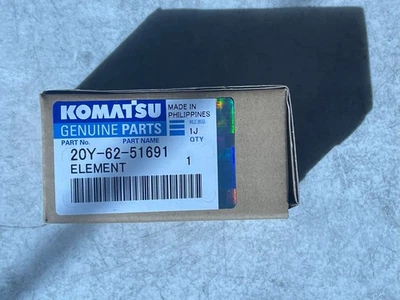 KOMATSU
GENUINE PARTS
MADE IN
PHILIPPINES
1J
QTY
PART No. PART NAME
20Y-62-51691
ELEMENT 1